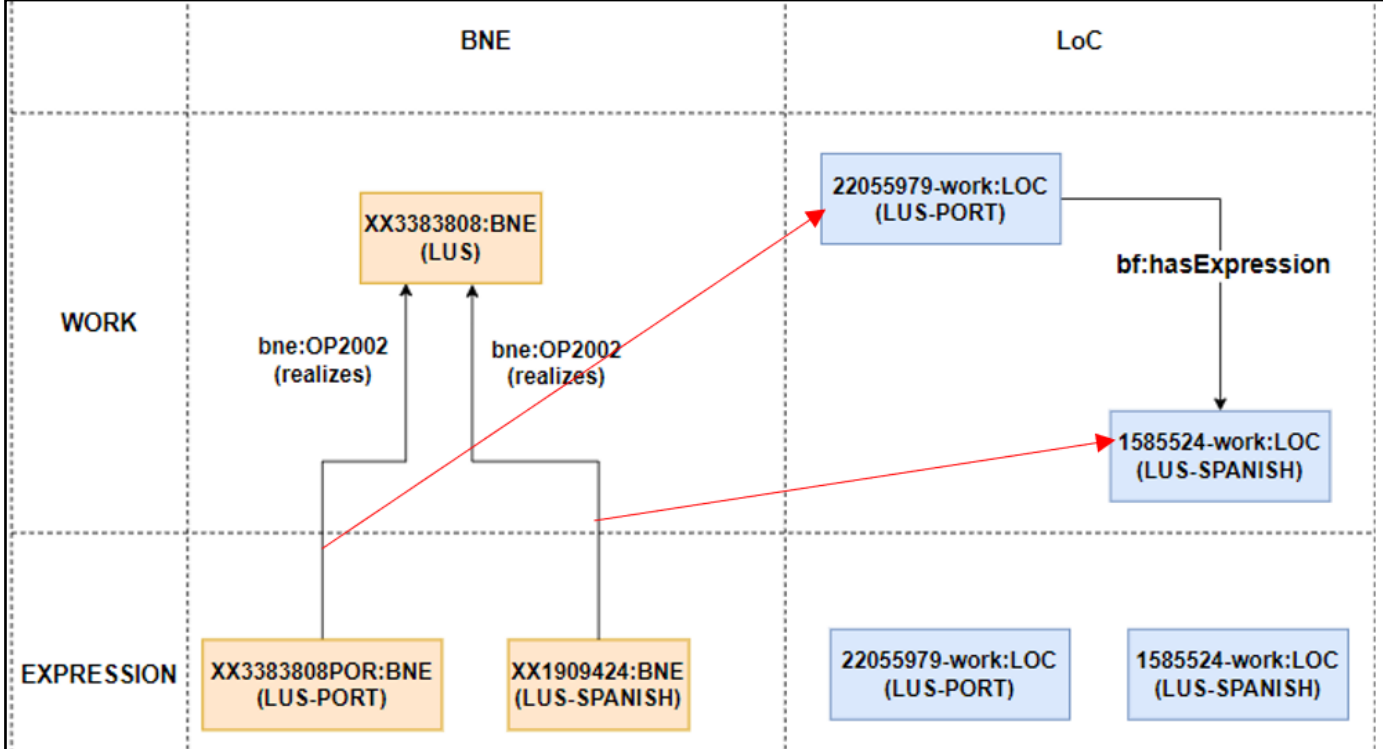 BNE
LoC
WORK
XX3383808:BNE
(LUS)
bne:OP2002
(realizes)
bne:OP2002
(realizes)
22055979-work:LOC
(LUS-PORT)
bf:hasExpression
1585524-work:LOC
(LUS-SPANISH)
EXPRESSION
XX3383808POR:BNE
(LUS-PORT)
XX1909424:BNE
(LUS-SPANISH)
22055979-work:LOC
(LUS-PORT)
1585524-work:LOC
(LUS-SPANISH)